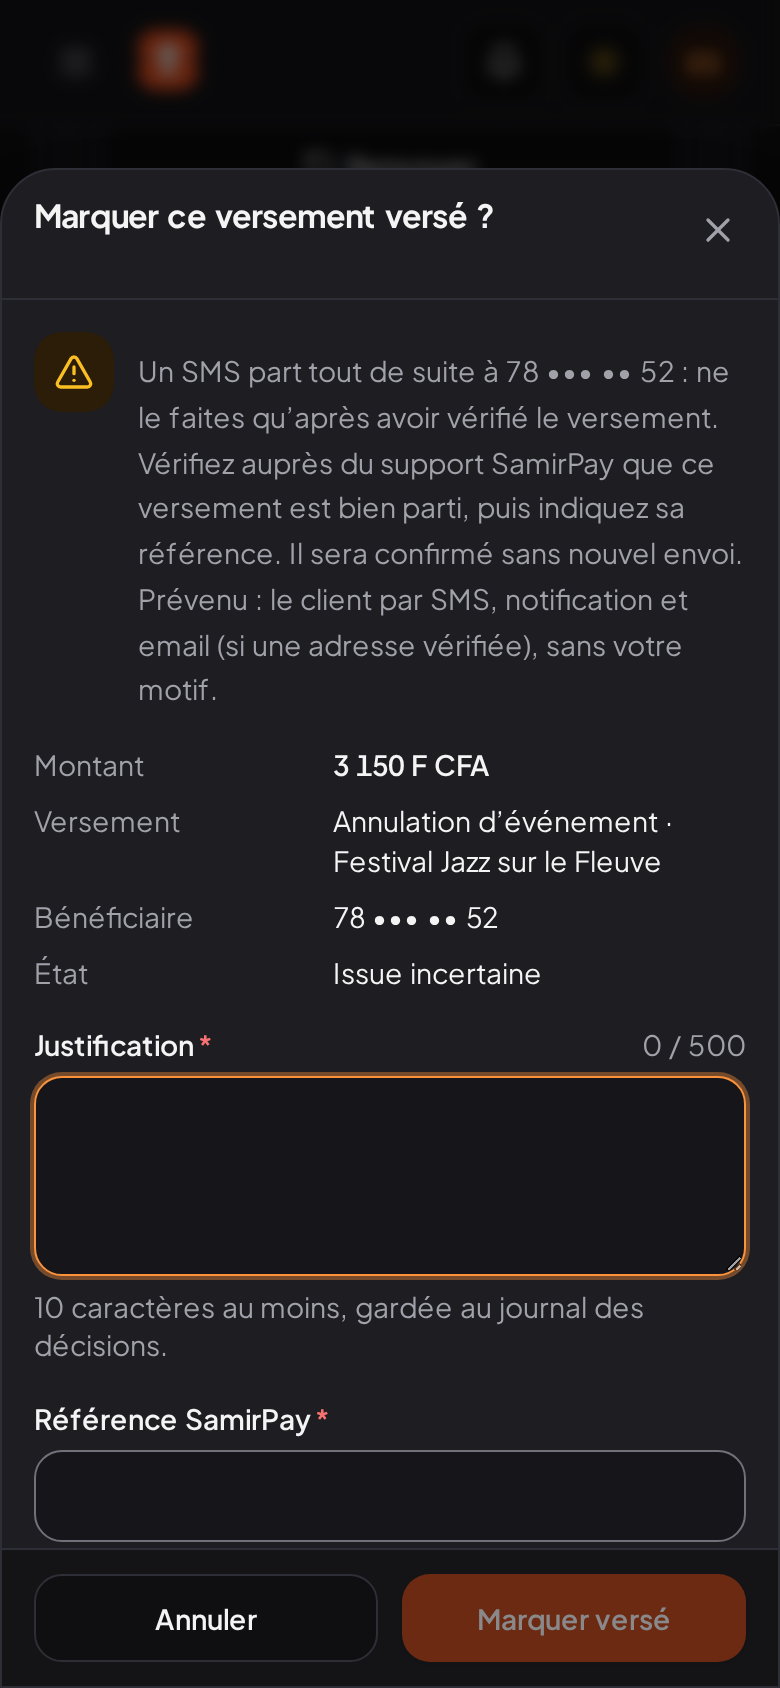 Marquer ce versement versé ?
Un SMS part tout de suite à 78 ••• •• 52 : ne
le faites qu’après avoir vérifié le versement.
Vérifiez auprès du support SamirPay que ce
versement est bien parti, puis indiquez sa
référence. Il sera confirmé sans nouvel envoi.
Prévenu : le client par SMS, notification et
email (si une adresse vérifiée), sans votre
motif.
Montant 3 150 F CFA
Versement Annulation d’événement ·
Festival Jazz sur le Fleuve
Bénéficiaire 78 ••• •• 52
État Issue incertaine
Justification * 0 / 500
10 caractères au moins, gardée au journal des
décisions.
Référence SamirPay *
Annuler Marquer versé